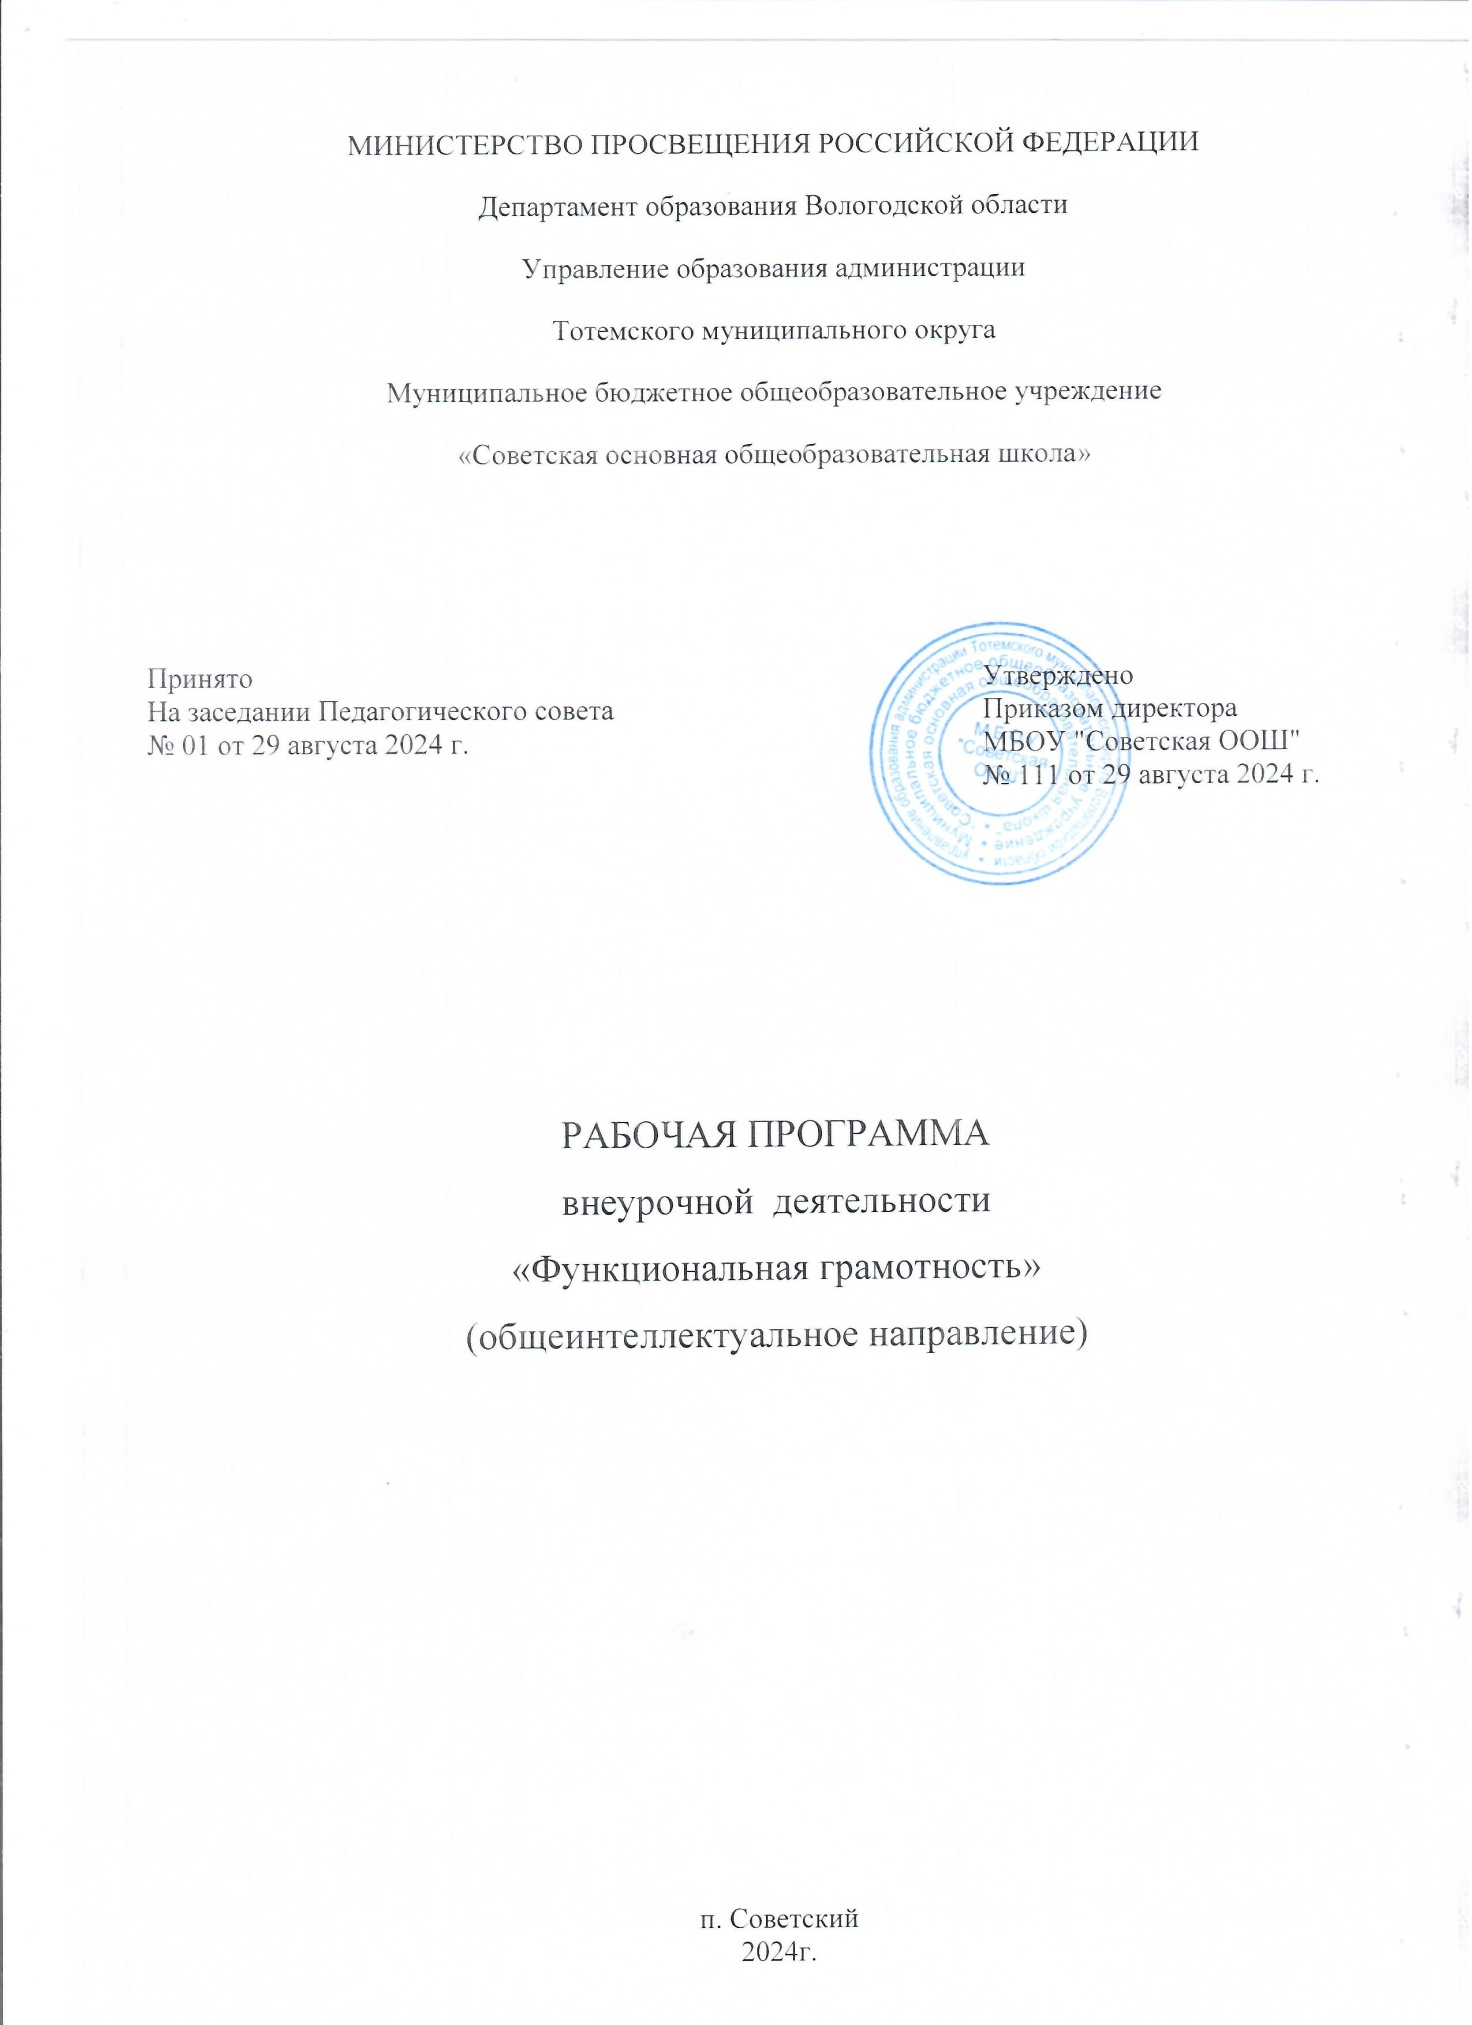 МИНИСТЕРСТВО ПРОСВЕЩЕНИЯ РОССИЙСКОЙ ФЕДЕРАЦИИ
Департамент образования Вологодской области
Управление образования администрации
Тотемского муниципального округа
Муниципальное бюджетное общеобразовательное учреждение
«Советская основная общеобразовательная школа»
Принято
На заседании Педагогического совета
№ 01 от 29 августа 2024 г.
Утверждено
Приказом директора
МБОУ "Советская ООШ"
№ 111 от 29 августа 2024 г.
РАБОЧАЯ ПРОГРАММА
внеурочной деятельности
«Функциональная грамотность»
(общеинтеллектуальное направление)
п. Советский
2024г.